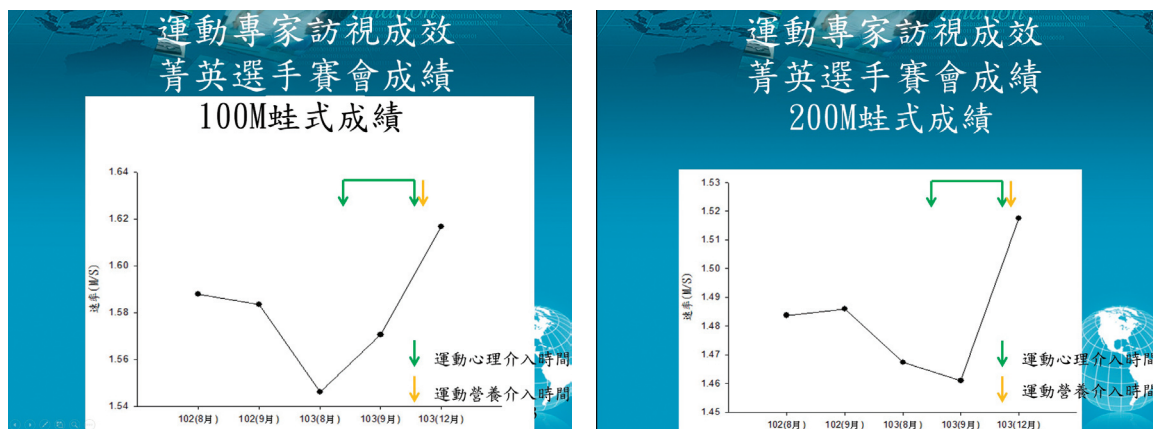 運動專家訪視成效
菁英選手賽會成績
100M蛙式成績
1.64
1.62
1.60
1.58
1.56
1.54
速率(M/S)
運動心理介入時間
運動營養介入時間
102(8月)
102(9月)
103(8月)
103(9月)
103(12月)
運動專家訪視成效
菁英選手賽會成績
200M蛙式成績
1.53
1.52
1.51
1.50
1.49
1.48
1.47
1.46
1.45
速率(M/S)
運動心理介入時間
運動營養介入時間
102(8月)
102(9月)
103(8月)
103(9月)
103(12月)